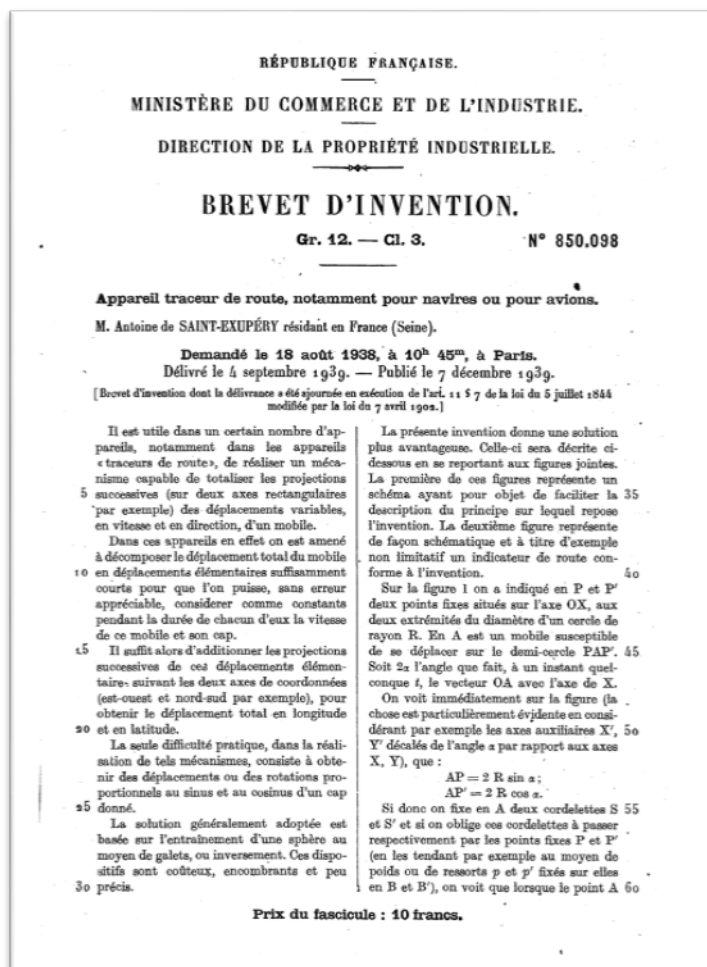 RÉPUBLIQUE FRANÇAISE.
MINISTÈRE DU COMMERCE ET DE L'INDUSTRIE.
DIRECTION DE LA PROPRIÉTÉ INDUSTRIELLE.
BREVET D'INVENTION.
Gr. 12. — Cl. 3. N° 850.098
Appareil traceur de route, notamment pour navires ou pour avions.
M. Antoine de SAINT-EXUPÉRY résidant en France (Seine).
Demandé le 18 août 1938, à 10ʰ 45ᵐ, à Paris.
Délivré le 4 septembre 1939. — Publié le 7 décembre 1939.
[Brevet d'invention dont la délivrance a été ajournée en exécution de l'art. 11 § 7 de la loi du 5 juillet 1844
modifiée par la loi du 7 avril 1902.]
Il est utile dans un certain nombre d'ap-
pareils, notamment dans les appareils
« traceurs de route », de réaliser un méca-
nisme capable de totaliser les projections
5 successives (sur deux axes rectangulaires
par exemple) des déplacements variables,
en vitesse et en direction, d'un mobile.
Dans ces appareils en effet on est amené
à décomposer le déplacement total du mobile
10 en déplacements élémentaires suffisamment
courts pour que l'on puisse, sans erreur
appréciable, considerer comme constants
pendant la durée de chacun d'eux la vitesse
de ce mobile et son cap.
15 Il suffit alors d'additionner les projections
successives de ces déplacements élémen-
taires suivant les deux axes de coordonnées
(est-ouest et nord-sud par exemple), pour
obtenir le déplacement total en longitude
20 et en latitude.
La seule difficulté pratique, dans la réali-
sation de tels mécanismes, consiste à obte-
nir des déplacements ou des rotations pro-
portionnels au sinus et au cosinus d'un cap
25 donné.
La solution généralement adoptée est
basée sur l'entraînement d'une sphère au
moyen de galets, ou inversement. Ces dispo-
sitifs sont coûteux, encombrants et peu
30 précis.
La présente invention donne une solution
plus avantageuse. Celle-ci sera décrite ci-
dessous en se reportant aux figures jointes.
La première de ces figures représente un
schéma ayant pour objet de faciliter la 35
description du principe sur lequel repose
l'invention. La deuxième figure représente
de façon schématique et à titre d'exemple
non limitatif un indicateur de route con-
forme à l'invention. 40
Sur la figure 1 on a indiqué en P et P'
deux points fixes situés sur l'axe OX, aux
deux extrémités du diamètre d'un cercle de
rayon R. En A est un mobile susceptible
de se déplacer sur le demi-cercle PAP'. 45
Soit 2α l'angle que fait, à un instant quel-
conque t, le vecteur OA avec l'axe de X.
On voit immédiatement sur la figure (la
chose est particulièrement évidente en consi-
dérant par exemple les axes auxiliaires X', 50
Y' décalés de l'angle α par rapport aux axes
X, Y), que :
AP = 2 R sin α;
AP' = 2 R cos α.
Si donc on fixe en A deux cordelettes S 55
et S' et si on oblige ces cordelettes à passer
respectivement par les points fixes P et P'
(en les tendant par exemple au moyen de
poids ou de ressorts p et p' fixés sur elles
en B et B'), on voit que lorsque le point A 60
Prix du fascicule : 10 francs.